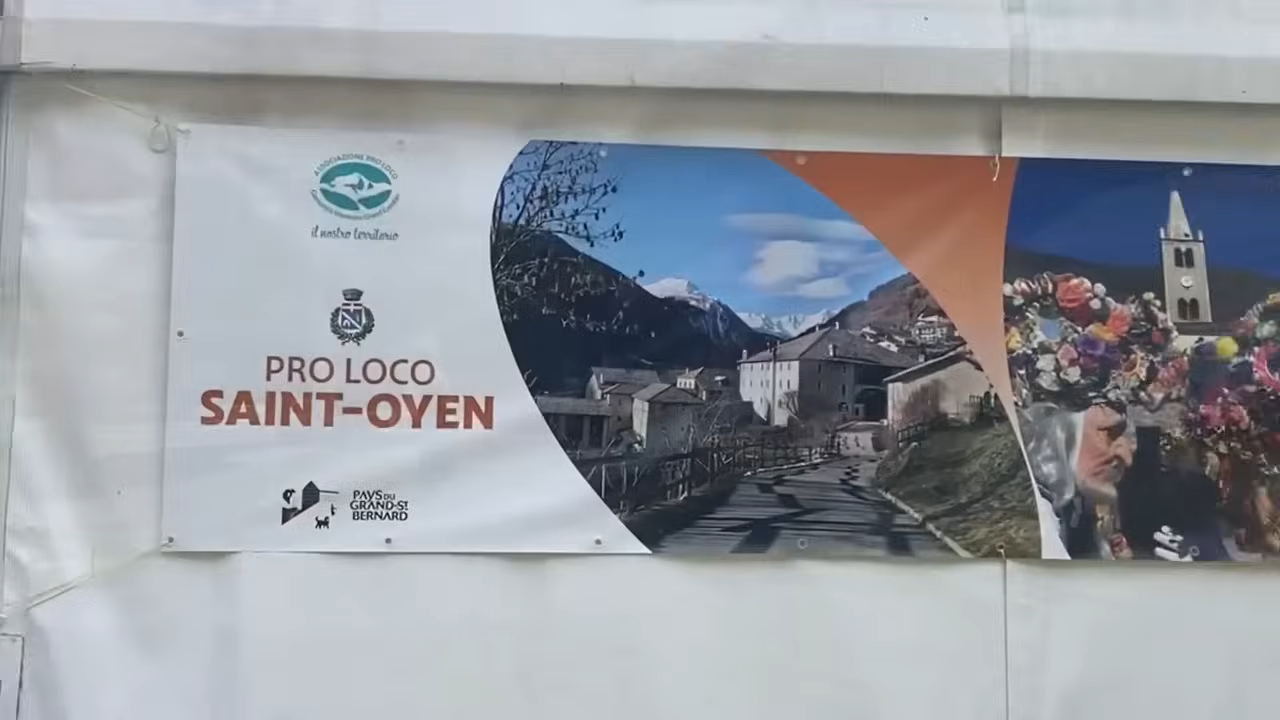 ASSOCIAZIONE PRO LOCO
il nostro territorio
PRO LOCO
SAINT-OYEN
PAYS DU
GRAND-ST
BERNARD